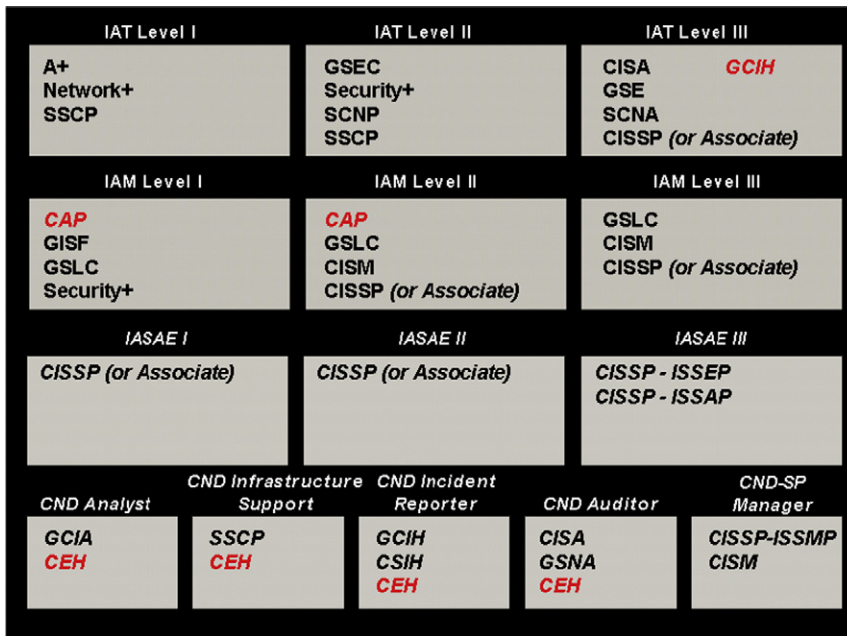 IAT Level I
A+
Network+
SSCP
IAT Level II
GSEC
Security+
SCNP
SSCP
IAT Level III
CISA GCIH
GSE
SCNA
CISSP (or Associate)
IAM Level I
CAP
GISF
GSLC
Security+
IAM Level II
CAP
GSLC
CISM
CISSP (or Associate)
IAM Level III
GSLC
CISM
CISSP (or Associate)
IASAE I
CISSP (or Associate)
IASAE II
CISSP (or Associate)
IASAE III
CISSP - ISSEP
CISSP - ISSAP
CND Analyst
GCIA
CEH
CND Infrastructure
Support
SSCP
CEH
CND Incident
Reporter
GCIH
CSIH
CEH
CND Auditor
CISA
GSNA
CEH
CND-SP
Manager
CISSP-ISSMP
CISM